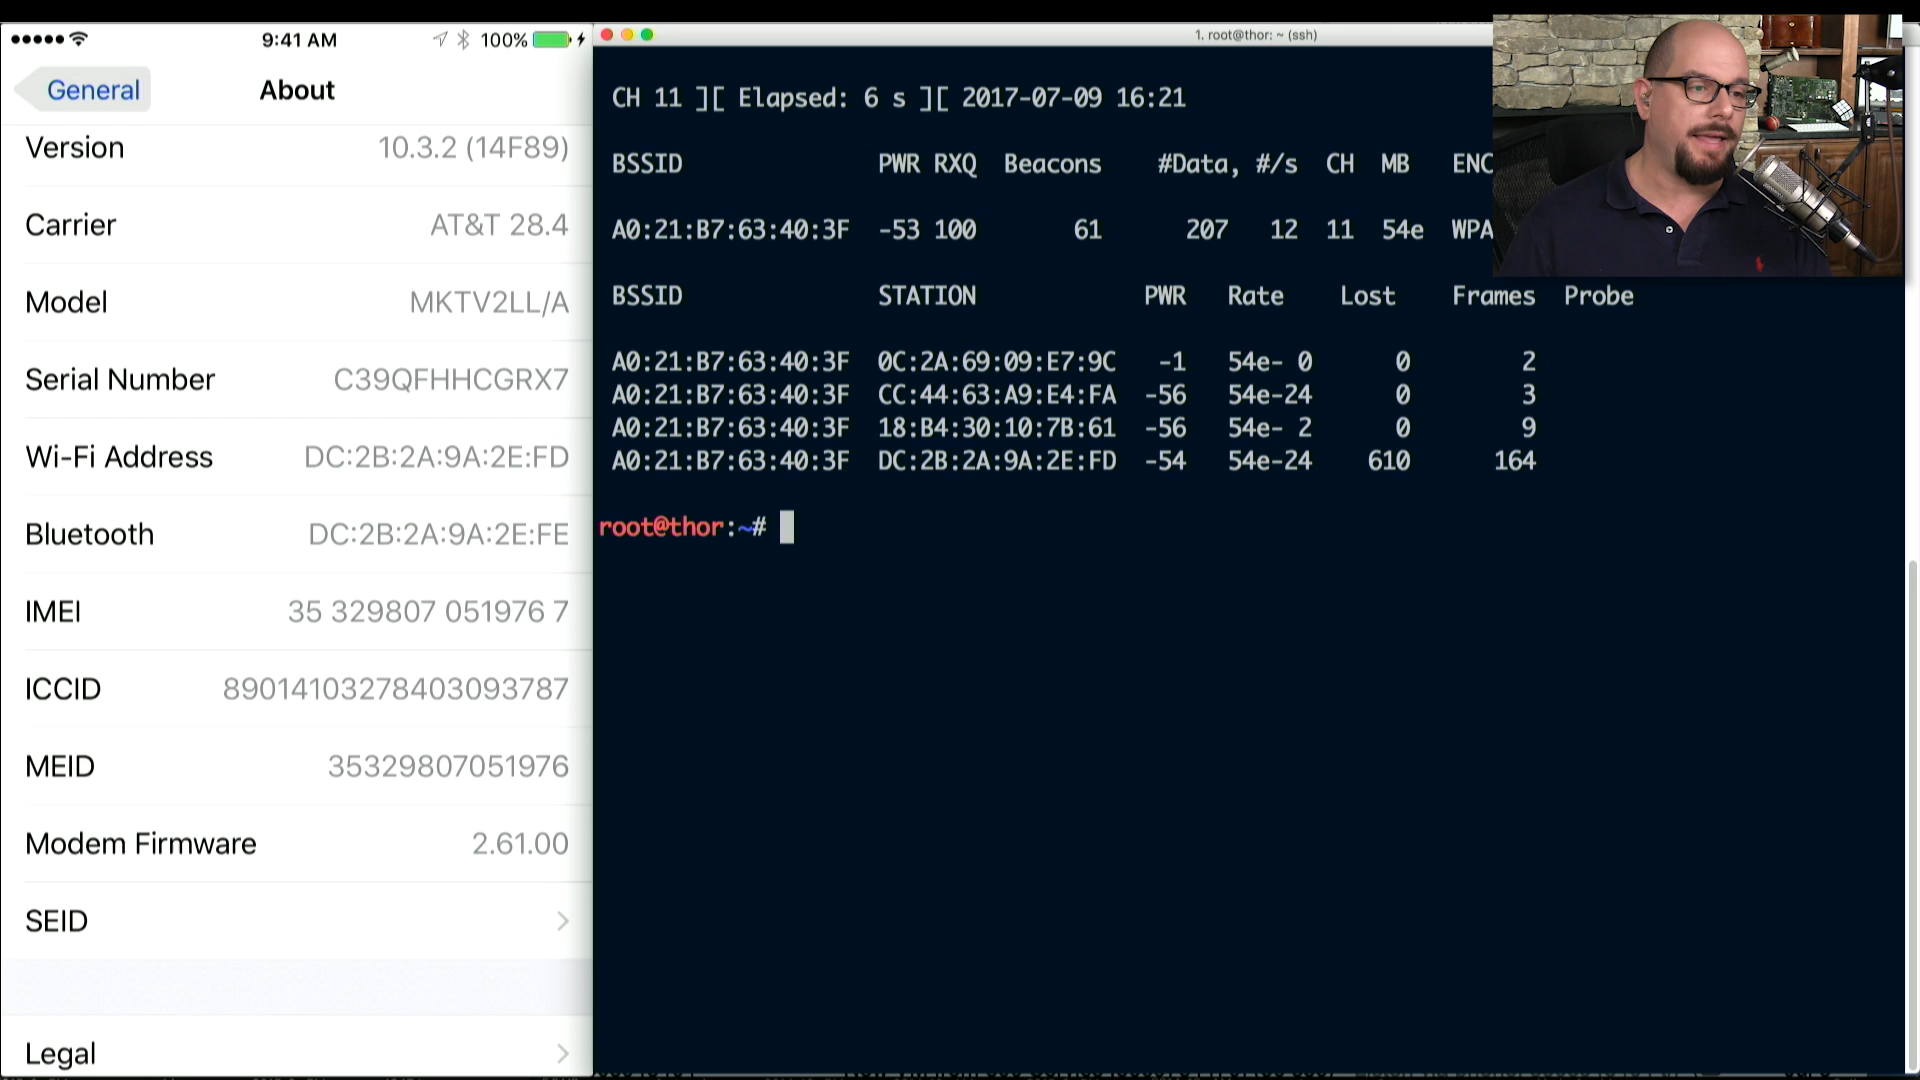 9:41 AM 100%
General About
Version 10.3.2 (14F89)
Carrier AT&T 28.4
Model MKTV2LL/A
Serial Number C39QFHHCGRX7
Wi-Fi Address DC:2B:2A:9A:2E:FD
Bluetooth DC:2B:2A:9A:2E:FE
IMEI 35 329807 051976 7
ICCID 89014103278403093787
MEID 35329807051976
Modem Firmware 2.61.00
SEID
Legal
1. root@thor: ~ (ssh)
CH 11 ][ Elapsed: 6 s ][ 2017-07-09 16:21
BSSID PWR RXQ Beacons #Data, #/s CH MB ENC
A0:21:B7:63:40:3F -53 100 61 207 12 11 54e WPA
BSSID STATION PWR Rate Lost Frames Probe
A0:21:B7:63:40:3F 0C:2A:69:09:E7:9C -1 54e- 0 0 2
A0:21:B7:63:40:3F CC:44:63:A9:E4:FA -56 54e-24 0 3
A0:21:B7:63:40:3F 18:B4:30:10:7B:61 -56 54e- 2 0 9
A0:21:B7:63:40:3F DC:2B:2A:9A:2E:FD -54 54e-24 610 164
root@thor:~#